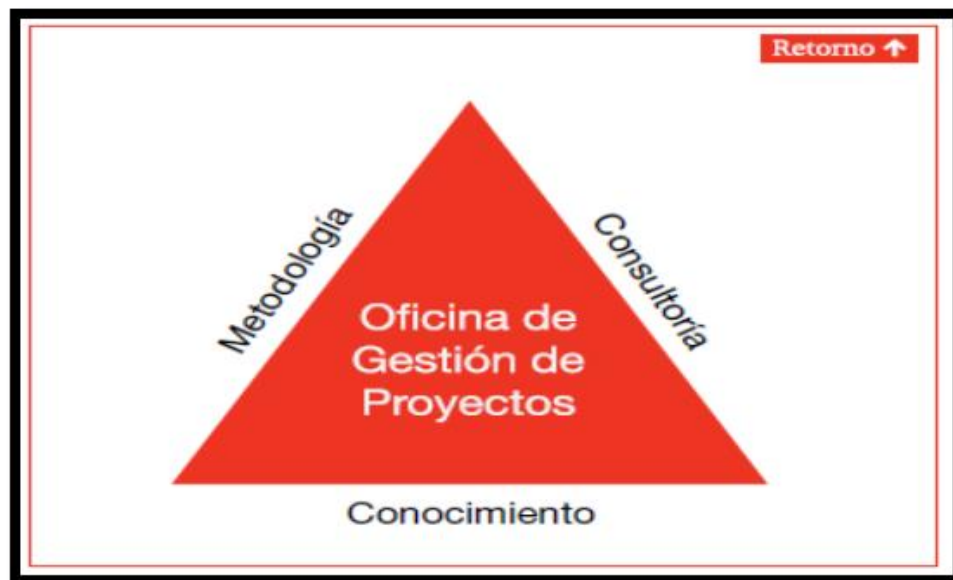 Retorno ↑
Metodología
Consultoría
Oficina de
Gestión de
Proyectos
Conocimiento